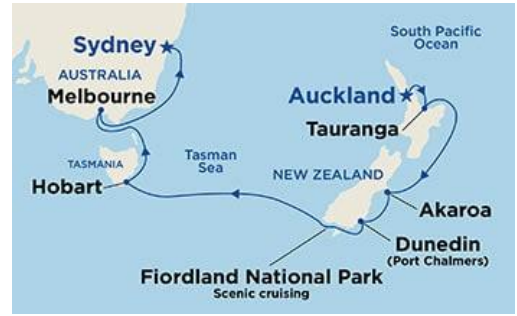 Sydney
AUSTRALIA
Melbourne
TASMANIA
Hobart
Tasman
Sea
South Pacific
Ocean
Auckland
Tauranga
NEW ZEALAND
Akaroa
Dunedin
(Port Chalmers)
Fiordland National Park
Scenic cruising